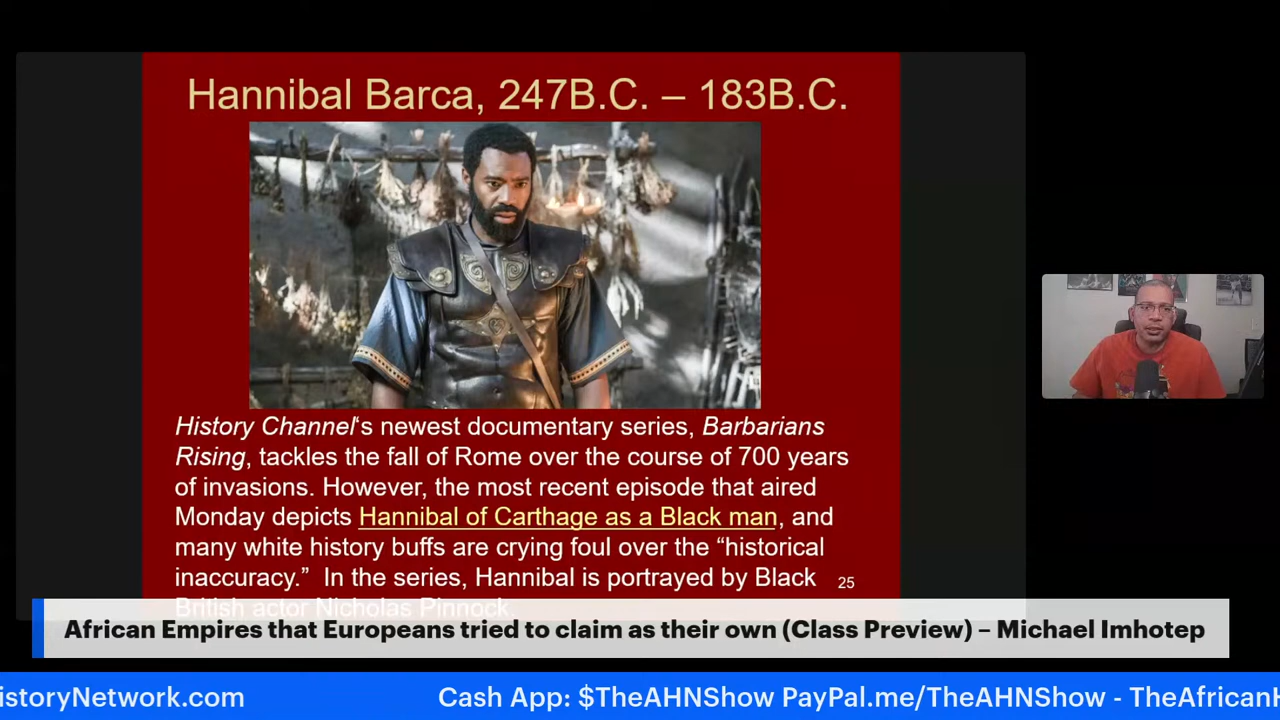 Hannibal Barca, 247B.C. – 183B.C.
History Channel‘s newest documentary series, Barbarians
Rising, tackles the fall of Rome over the course of 700 years
of invasions. However, the most recent episode that aired
Monday depicts Hannibal of Carthage as a Black man, and
many white history buffs are crying foul over the “historical
inaccuracy.” In the series, Hannibal is portrayed by Black
25
British actor Nicholas Pinnock.
African Empires that Europeans tried to claim as their own (Class Preview) – Michael Imhotep
istoryNetwork.com Cash App: $TheAHNShow PayPal.me/TheAHNShow - TheAfricanH